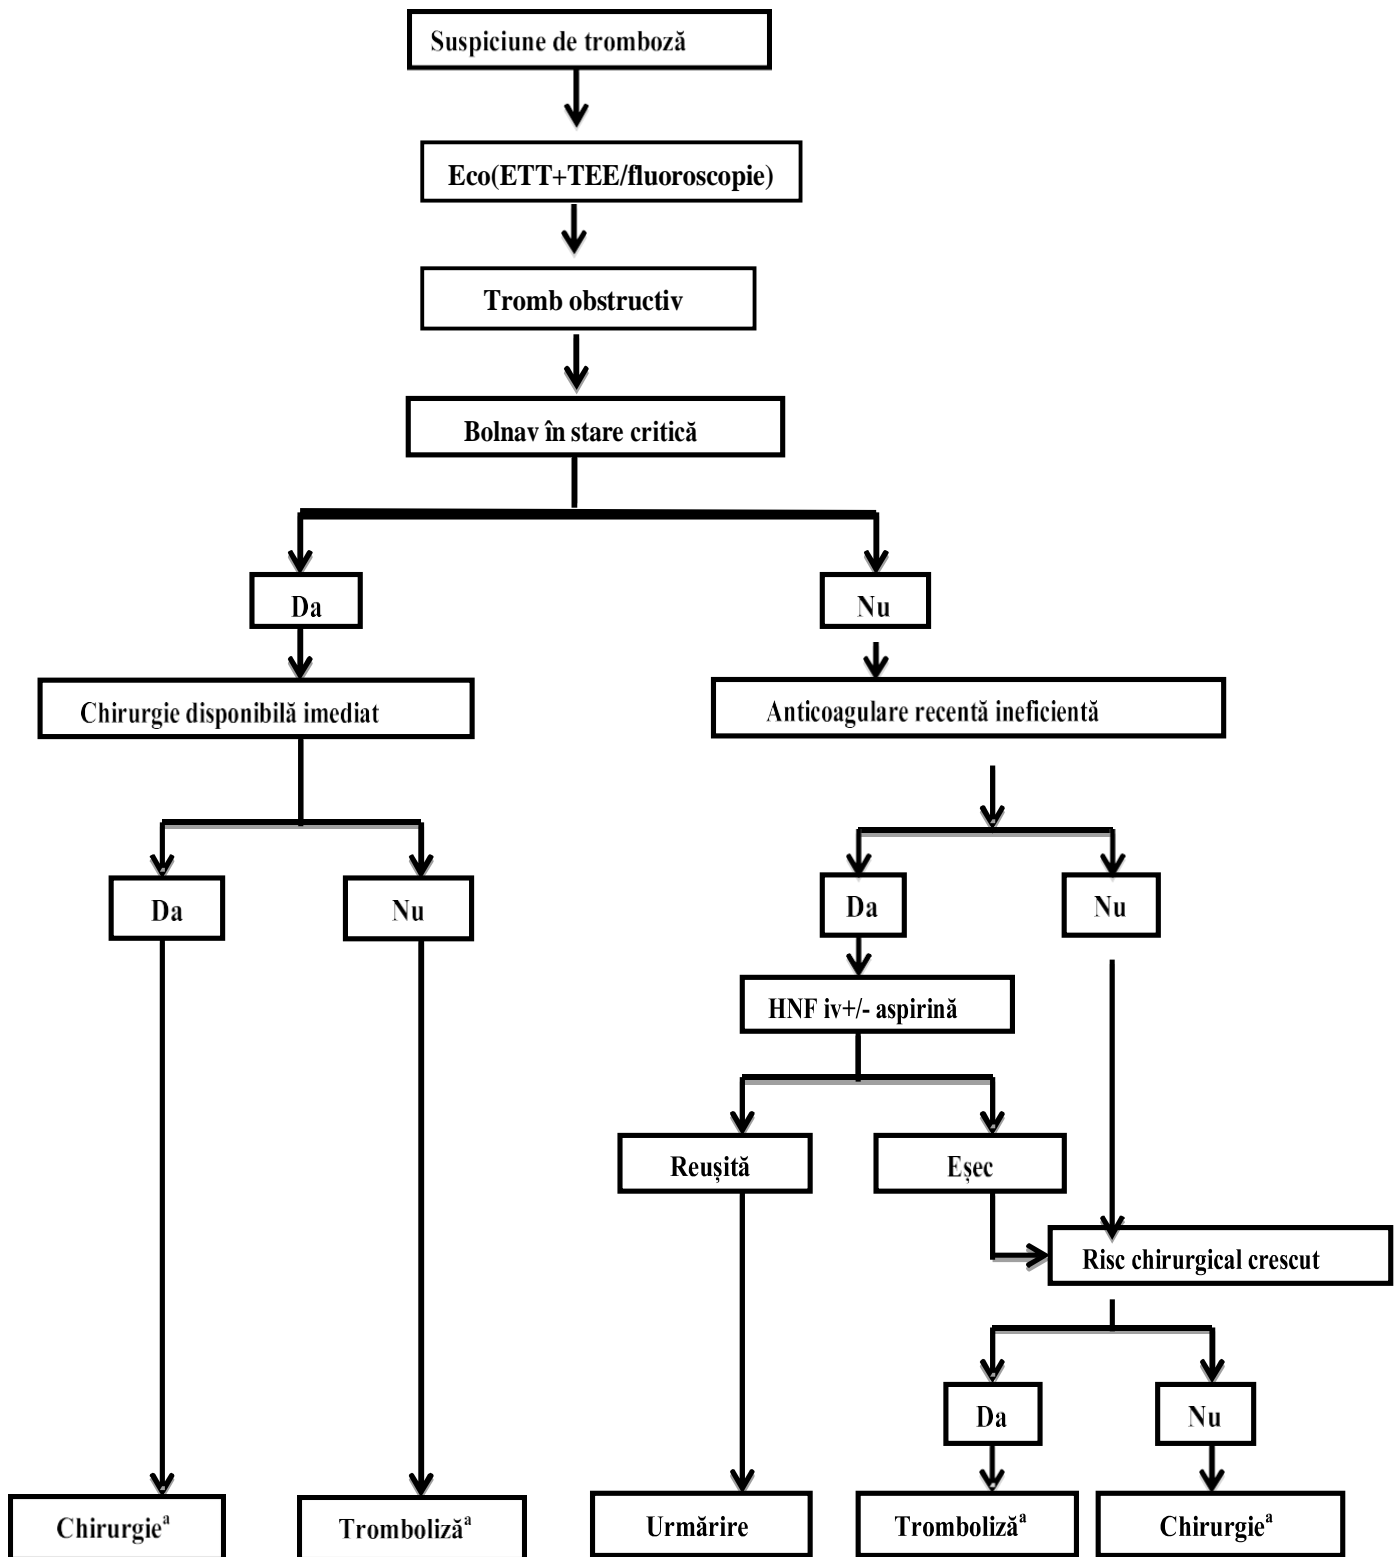 Suspiciune de tromboză
Eco(ETT+TEE/fluoroscopie)
Tromb obstructiv
Bolnav în stare critică
Da
Nu
Chirurgie disponibilă imediat
Anticoagulare recentă ineficientă
Da
Nu
Da
Nu
HNF iv+/- aspirină
Reușită
Eșec
Risc chirurgical crescut
Da
Nu
Chirurgieᵃ
Trombolizăᵃ
Urmărire
Trombolizăᵃ
Chirurgieᵃ